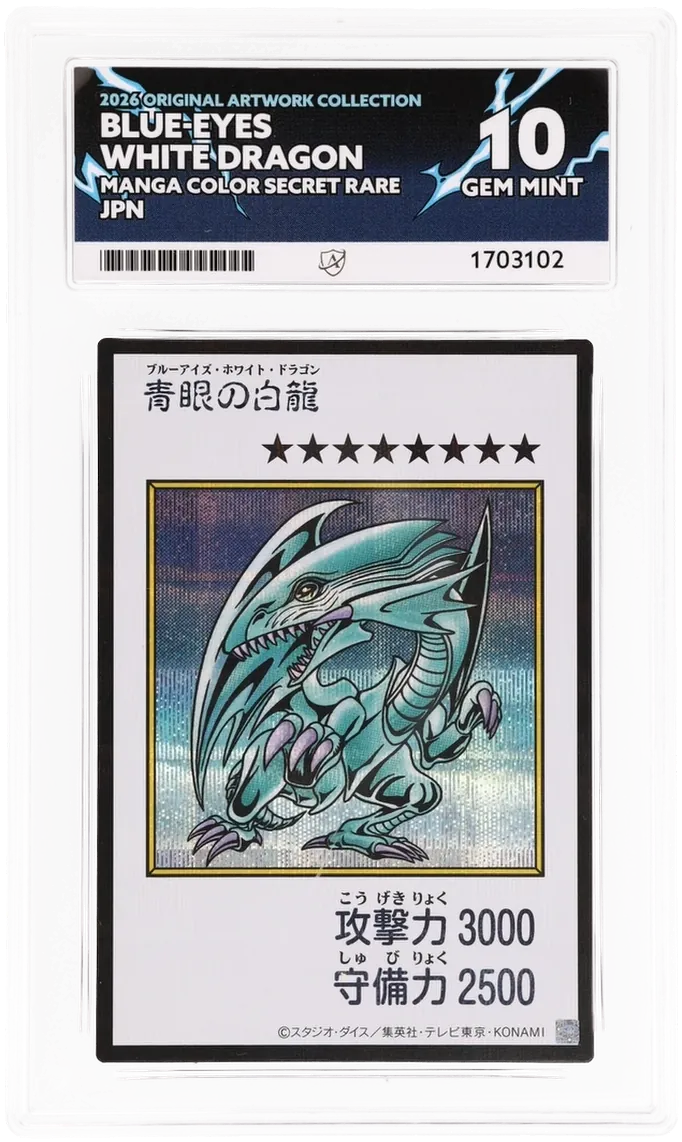 2026 ORIGINAL ARTWORK COLLECTION
BLUE-EYES
WHITE DRAGON
MANGA COLOR SECRET RARE
JPN
10
GEM MINT
1703102
ブルーアイズ・ホワイト・ドラゴン
青眼の白龍
★★★★★★★★
こうげきりょく
攻撃力 3000
しゅびりょく
守備力 2500
©スタジオ・ダイス／集英社・テレビ東京・KONAMI